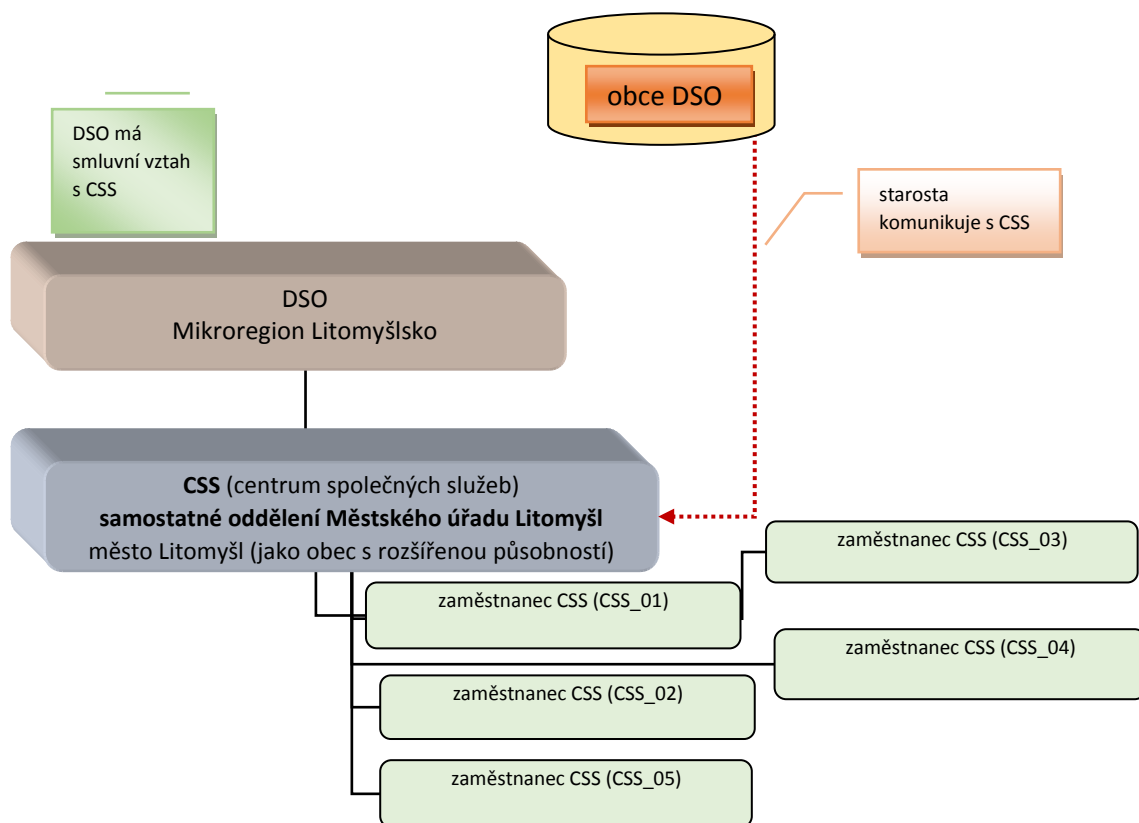 obce DSO
DSO má
smluvní vztah
s CSS
starosta
komunikuje s CSS
DSO
Mikroregion Litomyšlsko
CSS (centrum společných služeb)
samostatné oddělení Městského úřadu Litomyšl
město Litomyšl (jako obec s rozšířenou působností)
zaměstnanec CSS (CSS_03)
zaměstnanec CSS (CSS_01)
zaměstnanec CSS (CSS_04)
zaměstnanec CSS (CSS_02)
zaměstnanec CSS (CSS_05)